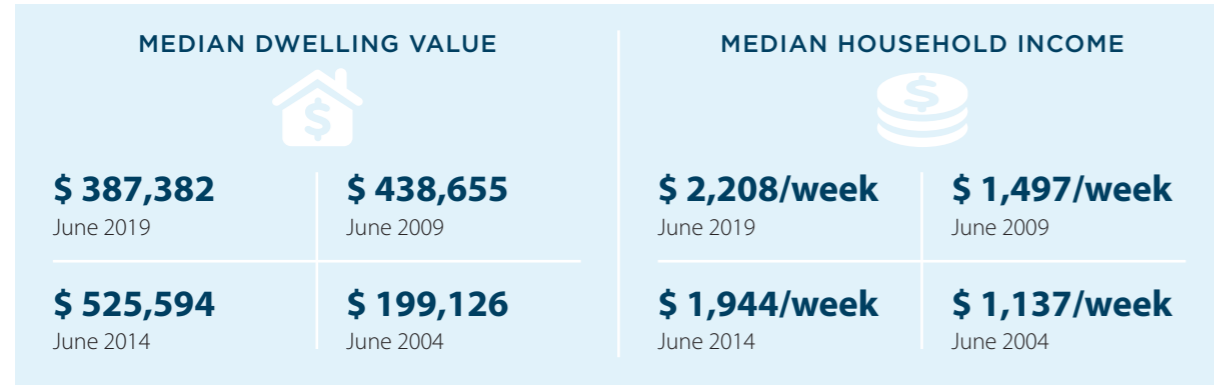 MEDIAN DWELLING VALUE
$
$ 387,382
June 2019
$ 438,655
June 2009
$ 525,594
June 2014
$ 199,126
June 2004
MEDIAN HOUSEHOLD INCOME
$
$ 2,208/week
June 2019
$ 1,497/week
June 2009
$ 1,944/week
June 2014
$ 1,137/week
June 2004